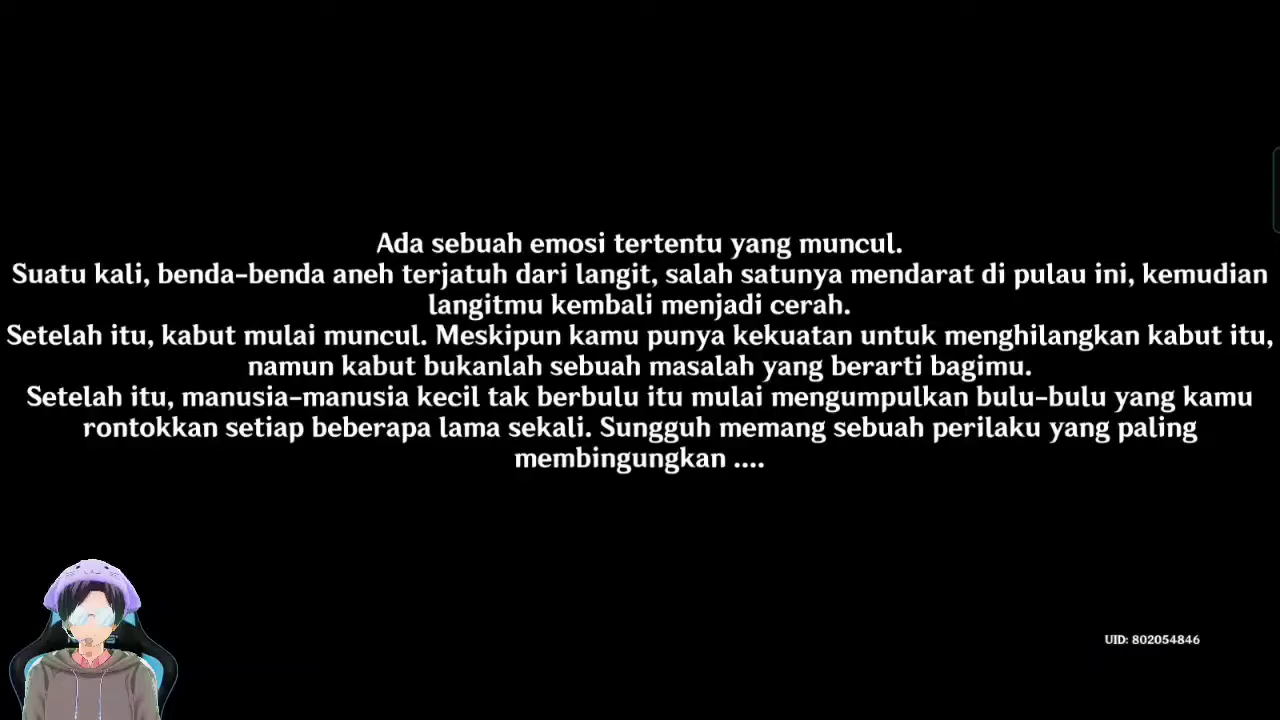 Ada sebuah emosi tertentu yang muncul.
Suatu kali, benda-benda aneh terjatuh dari langit, salah satunya mendarat di pulau ini, kemudian
langitmu kembali menjadi cerah.
Setelah itu, kabut mulai muncul. Meskipun kamu punya kekuatan untuk menghilangkan kabut itu,
namun kabut bukanlah sebuah masalah yang berarti bagimu.
Setelah itu, manusia-manusia kecil tak berbulu itu mulai mengumpulkan bulu-bulu yang kamu
rontokkan setiap beberapa lama sekali. Sungguh memang sebuah perilaku yang paling
membingungkan ....
UID: 802054846